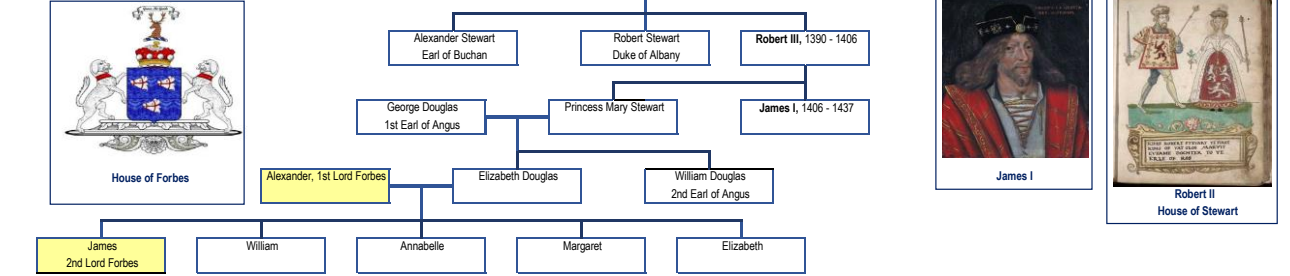 Alexander Stewart
Earl of Buchan
Robert Stewart
Duke of Albany
Robert III, 1390 - 1406
George Douglas
1st Earl of Angus
Princess Mary Stewart
James I, 1406 - 1437
House of Forbes
Alexander, 1st Lord Forbes
Elizabeth Douglas
William Douglas
2nd Earl of Angus
James I
Robert II
House of Stewart
James
2nd Lord Forbes
William
Annabelle
Margaret
Elizabeth